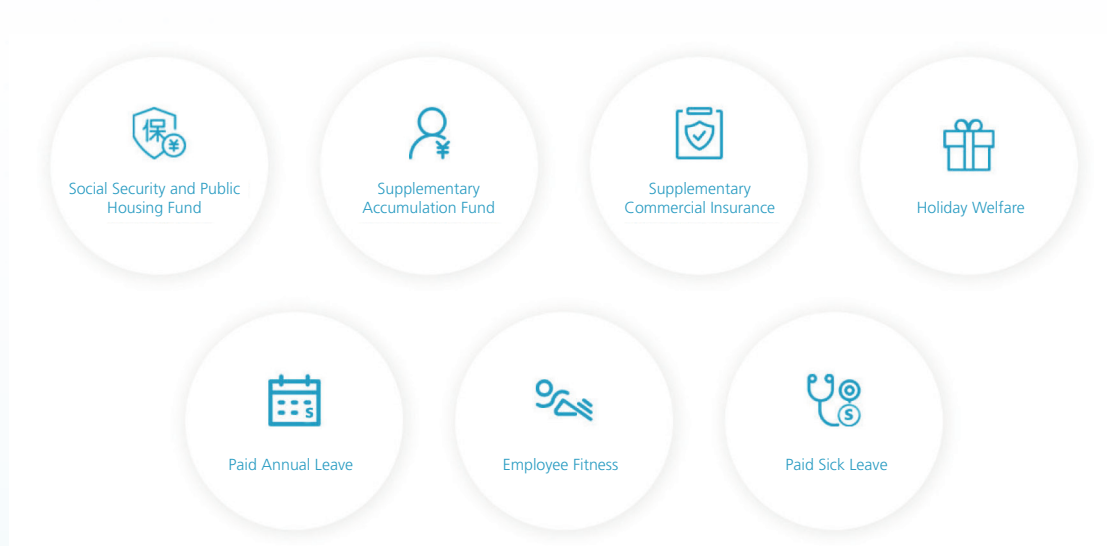 保
¥
Social Security and Public
Housing Fund
¥
Supplementary
Accumulation Fund
Supplementary
Commercial Insurance
Holiday Welfare
S
Paid Annual Leave
Employee Fitness
S
Paid Sick Leave